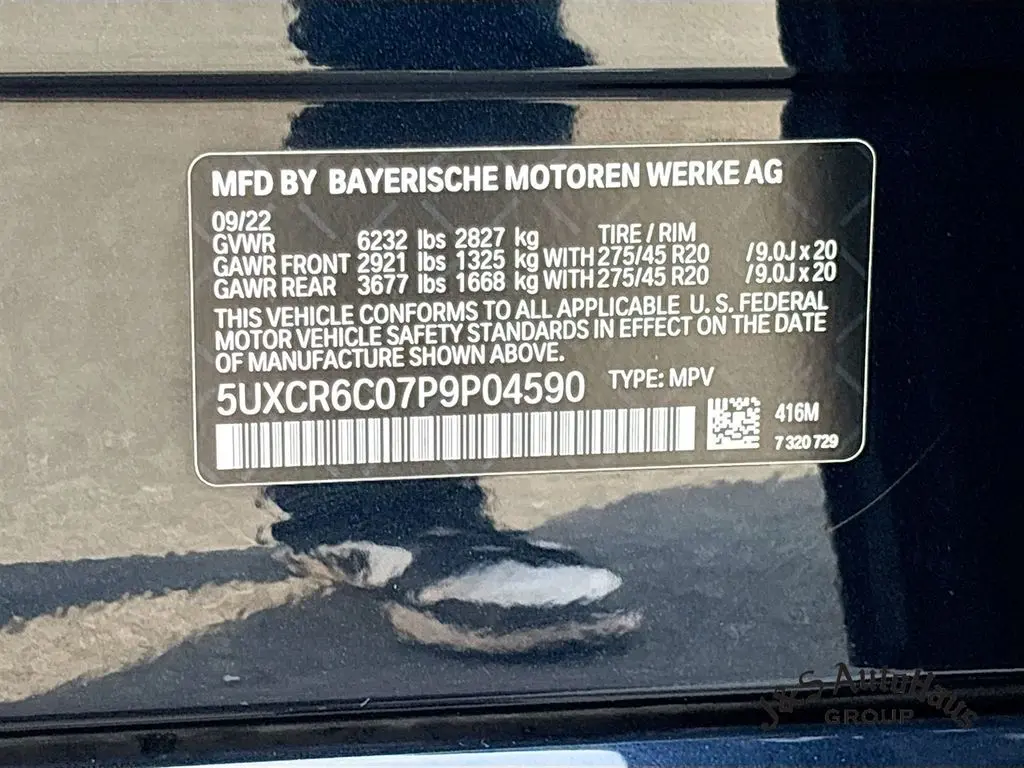 MFD BY BAYERISCHE MOTOREN WERKE AG
09/22
TIRE / RIM
GVWR 6232 lbs 2827 kg
GAWR FRONT 2921 lbs 1325 kg WITH 275/45 R20 /9.0J x 20
GAWR REAR 3677 lbs 1668 kg WITH 275/45 R20 /9.0J x 20
THIS VEHICLE CONFORMS TO ALL APPLICABLE U. S. FEDERAL
MOTOR VEHICLE SAFETY STANDARDS IN EFFECT ON THE DATE
OF MANUFACTURE SHOWN ABOVE.
5UXCR6C07P9P04590 TYPE: MPV
416M
7 320 729
J&S AutoHaus
GROUP